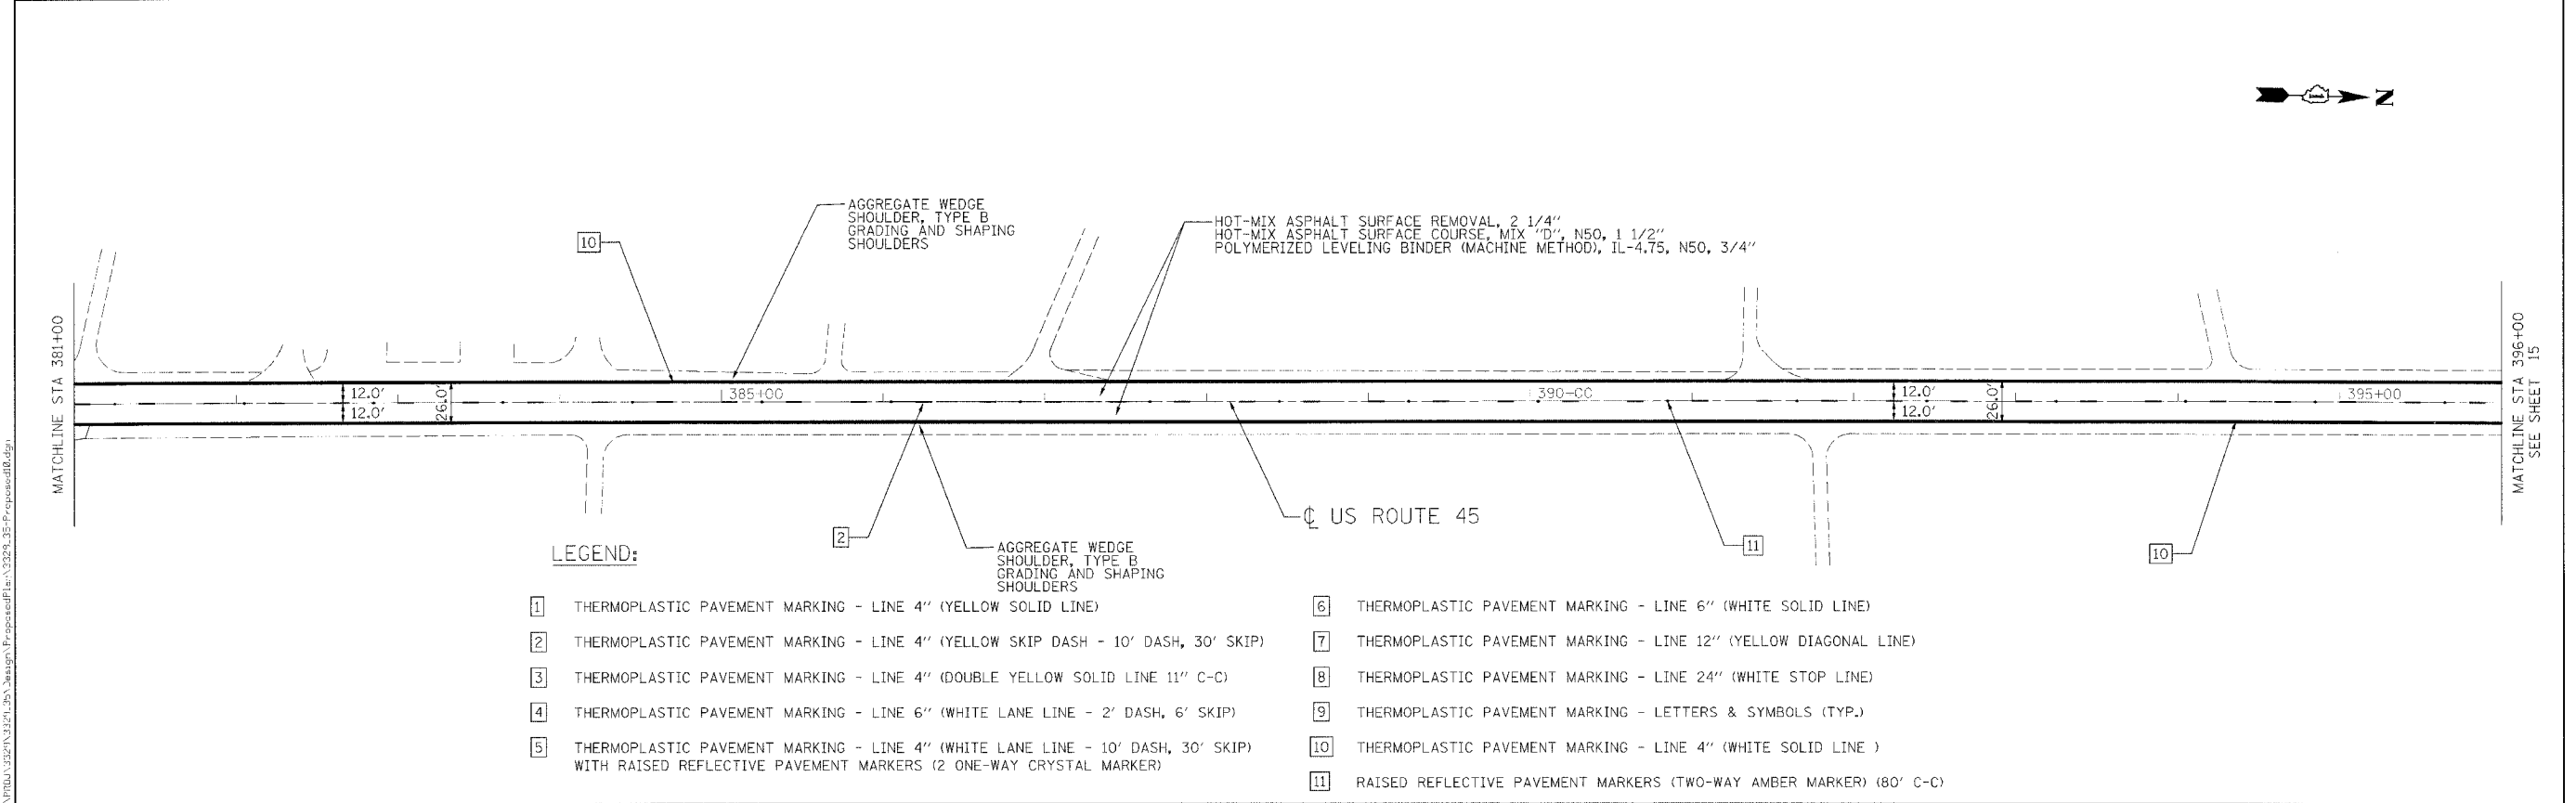 N
AGGREGATE WEDGE
SHOULDER, TYPE B
GRADING AND SHAPING
SHOULDERS
HOT-MIX ASPHALT SURFACE REMOVAL, 2 1/4"
HOT-MIX ASPHALT SURFACE COURSE, MIX "D", N50, 1 1/2"
POLYMERIZED LEVELING BINDER (MACHINE METHOD), IL-4.75, N50, 3/4"
10
MATCHLINE STA 381+00
12.0'
12.0'
26.0'
385+00
390+00
12.0'
12.0'
26.0'
395+00
MATCHLINE STA 396+00
SEE SHEET 15
2
AGGREGATE WEDGE
SHOULDER, TYPE B
GRADING AND SHAPING
SHOULDERS
℄ US ROUTE 45
11
10
LEGEND:
1 THERMOPLASTIC PAVEMENT MARKING - LINE 4" (YELLOW SOLID LINE)
2 THERMOPLASTIC PAVEMENT MARKING - LINE 4" (YELLOW SKIP DASH - 10' DASH, 30' SKIP)
3 THERMOPLASTIC PAVEMENT MARKING - LINE 4" (DOUBLE YELLOW SOLID LINE 11" C-C)
4 THERMOPLASTIC PAVEMENT MARKING - LINE 6" (WHITE LANE LINE - 2' DASH, 6' SKIP)
5 THERMOPLASTIC PAVEMENT MARKING - LINE 4" (WHITE LANE LINE - 10' DASH, 30' SKIP)
WITH RAISED REFLECTIVE PAVEMENT MARKERS (2 ONE-WAY CRYSTAL MARKER)
6 THERMOPLASTIC PAVEMENT MARKING - LINE 6" (WHITE SOLID LINE)
7 THERMOPLASTIC PAVEMENT MARKING - LINE 12" (YELLOW DIAGONAL LINE)
8 THERMOPLASTIC PAVEMENT MARKING - LINE 24" (WHITE STOP LINE)
9 THERMOPLASTIC PAVEMENT MARKING - LETTERS & SYMBOLS (TYP.)
10 THERMOPLASTIC PAVEMENT MARKING - LINE 4" (WHITE SOLID LINE )
11 RAISED REFLECTIVE PAVEMENT MARKERS (TWO-WAY AMBER MARKER) (80' C-C)